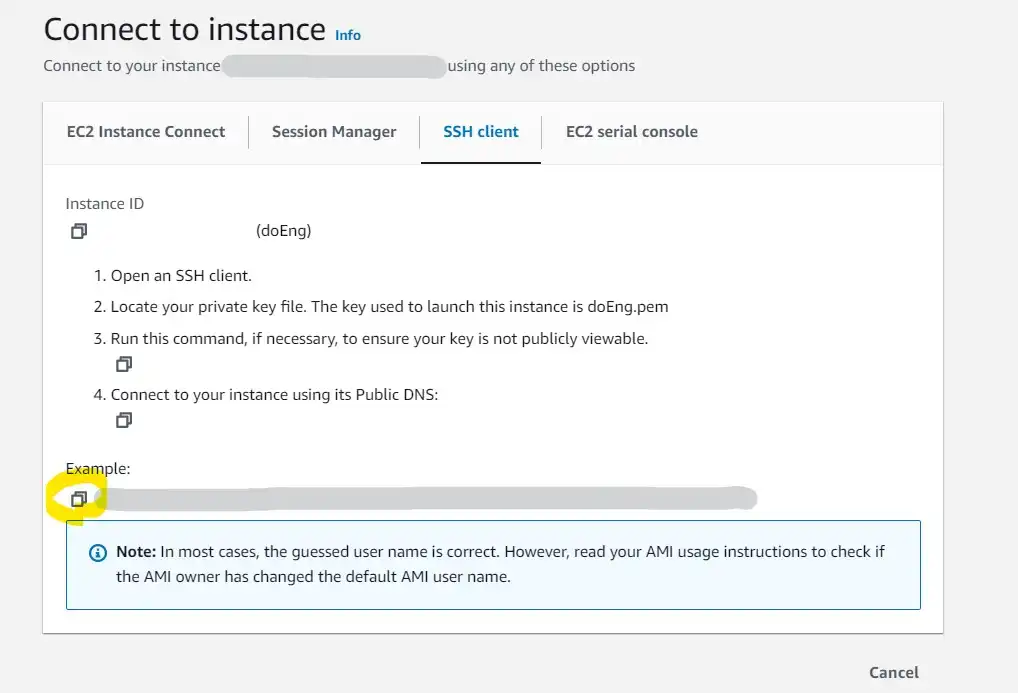 Connect to instance Info
Connect to your instance using any of these options
EC2 Instance Connect Session Manager SSH client EC2 serial console
Instance ID
(doEng)
1. Open an SSH client.
2. Locate your private key file. The key used to launch this instance is doEng.pem
3. Run this command, if necessary, to ensure your key is not publicly viewable.
4. Connect to your instance using its Public DNS:
Example:
Note: In most cases, the guessed user name is correct. However, read your AMI usage instructions to check if
the AMI owner has changed the default AMI user name.
Cancel